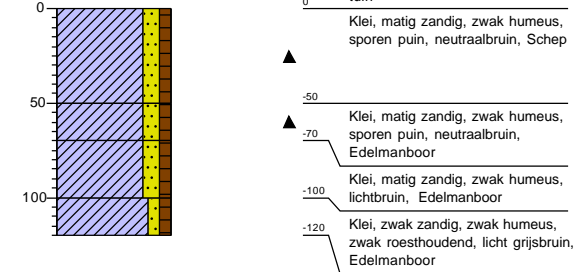 tuin
0
0
Klei, matig zandig, zwak humeus,
sporen puin, neutraalbruin, Schep
50
-50
Klei, matig zandig, zwak humeus,
sporen puin, neutraalbruin,
Edelmanboor
-70
Klei, matig zandig, zwak humeus,
lichtbruin, Edelmanboor
100
-100
Klei, zwak zandig, zwak humeus,
zwak roesthoudend, licht grijsbruin,
Edelmanboor
-120